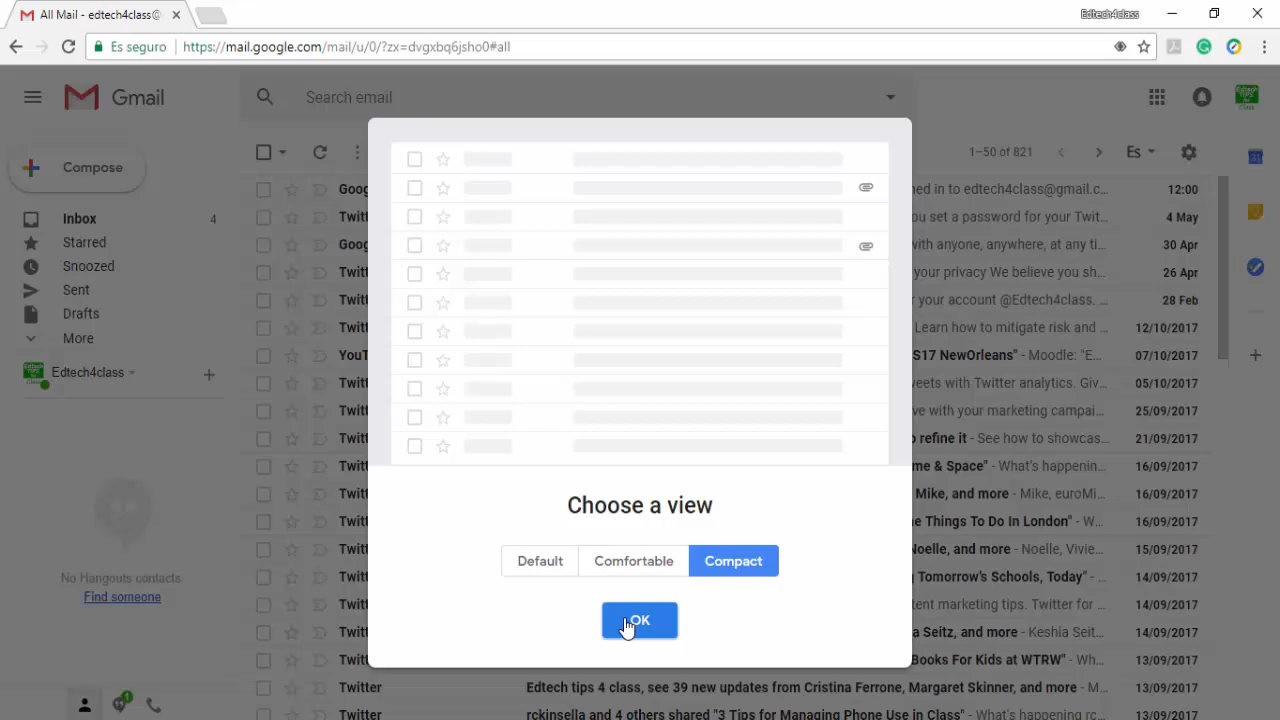 All Mail - edtech4class@
Edtech4class
Es seguro
https://mail.google.com/mail/u/0/?zx=dvgxbq6jsho0#all
Gmail
Search email
Compose
1–50 of 821
Es
Inbox 4
Starred
Snoozed
Sent
Drafts
More
Edtech4class
No Hangouts contacts
Find someone
1
Goog ned in to edtech4class@gmail.c... 12:00
Twitt you set a password for your Twit... 4 May
Goog with anyone, anywhere, at any ti... 30 Apr
Twitt your privacy We believe you sh... 26 Apr
Twitt your account @Edtech4class. ... 28 Feb
Twitt Learn how to mitigate risk and ... 12/10/2017
YouT S17 NewOrleans" - Moodle: "E... 07/10/2017
Twitt weets with Twitter analytics. Giv... 05/10/2017
Twitt ve with your marketing campai... 25/09/2017
Twitt o refine it - See how to showcas... 21/09/2017
Twitt me & Space" - What's happenin... 16/09/2017
Twitt Mike, and more - Mike, euroMi... 16/09/2017
Twitt e Things To Do In London" - W... 16/09/2017
Twitt Noelle, and more - Noelle, Vivie... 15/09/2017
Twitt Tomorrow's Schools, Today" - ... 14/09/2017
Twitt tent marketing tips. Twitter for ... 14/09/2017
Twitt a Seitz, and more - Keshia Seit... 14/09/2017
Twitt Books For Kids at WTRW" - Wh... 13/09/2017
Twitter Edtech tips 4 class, see 39 new updates from Cristina Ferrone, Margaret Skinner, and more - M... 13/09/2017
Twitter rckinsella and 4 others shared "3 Tips for Managing Phone Use in Class" 13/09/2017
Choose a view
Default Comfortable Compact
OK